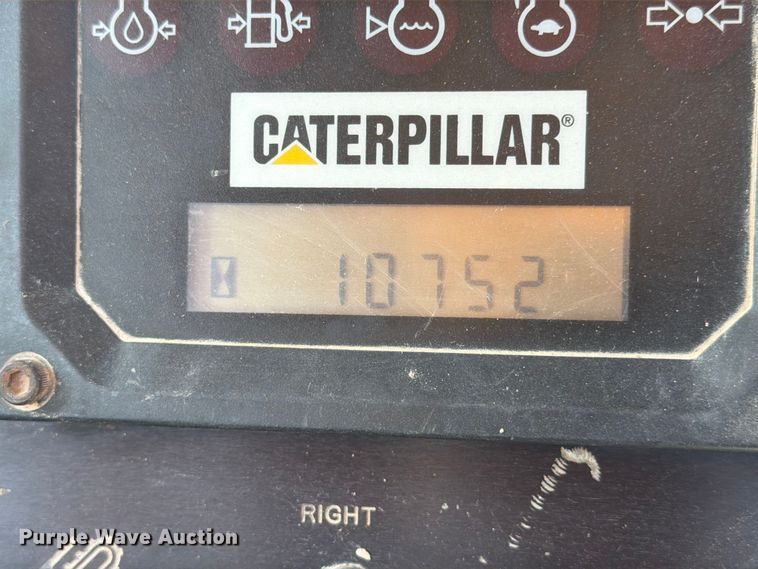 CATERPILLAR®
10752
RIGHT
Purple Wave Auction